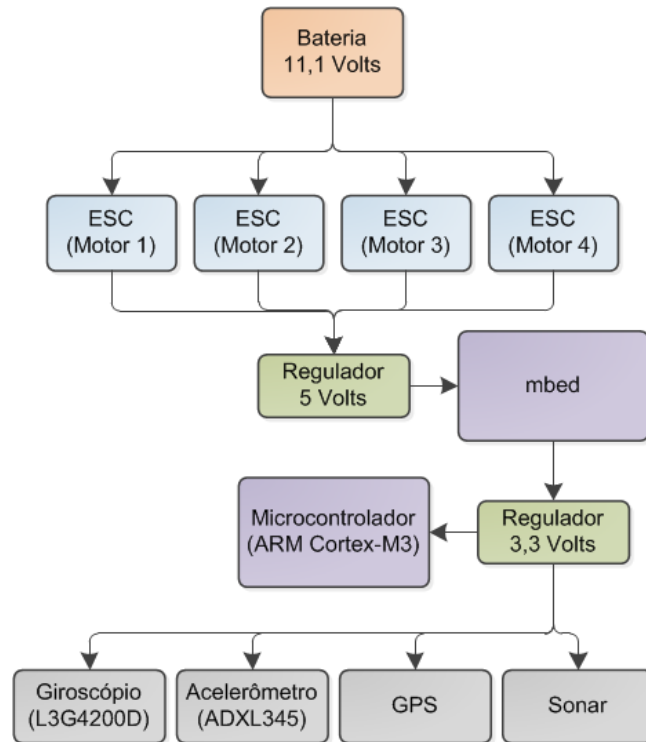 Bateria
11,1 Volts
ESC
(Motor 1)
ESC
(Motor 2)
ESC
(Motor 3)
ESC
(Motor 4)
Regulador
5 Volts
mbed
Microcontrolador
(ARM Cortex-M3)
Regulador
3,3 Volts
Giroscópio
(L3G4200D)
Acelerômetro
(ADXL345)
GPS
Sonar